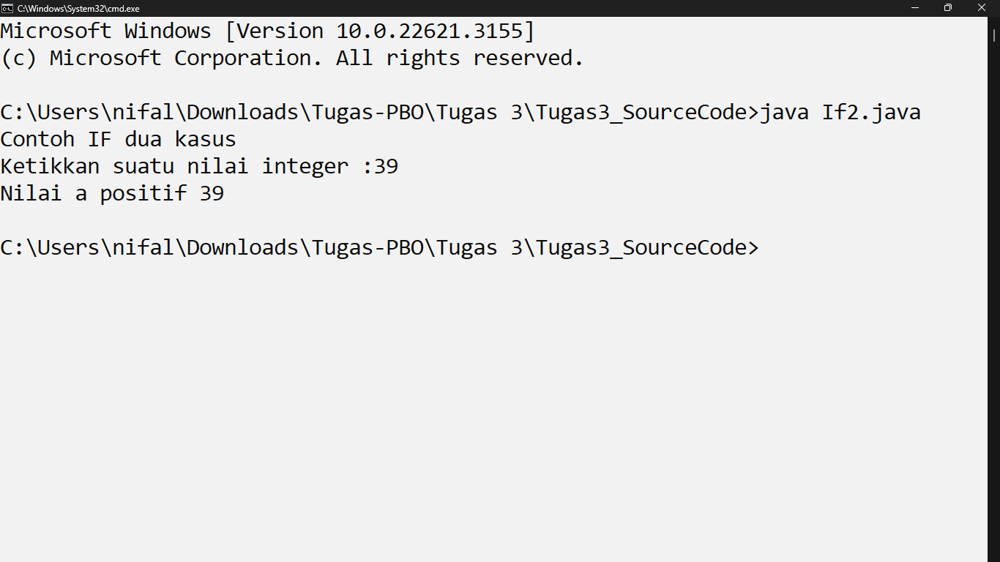 C:\Windows\System32\cmd.exe
Microsoft Windows [Version 10.0.22621.3155]
(c) Microsoft Corporation. All rights reserved.
C:\Users\nifal\Downloads\Tugas-PBO\Tugas 3\Tugas3_SourceCode>java If2.java
Contoh IF dua kasus
Ketikkan suatu nilai integer :39
Nilai a positif 39
C:\Users\nifal\Downloads\Tugas-PBO\Tugas 3\Tugas3_SourceCode>